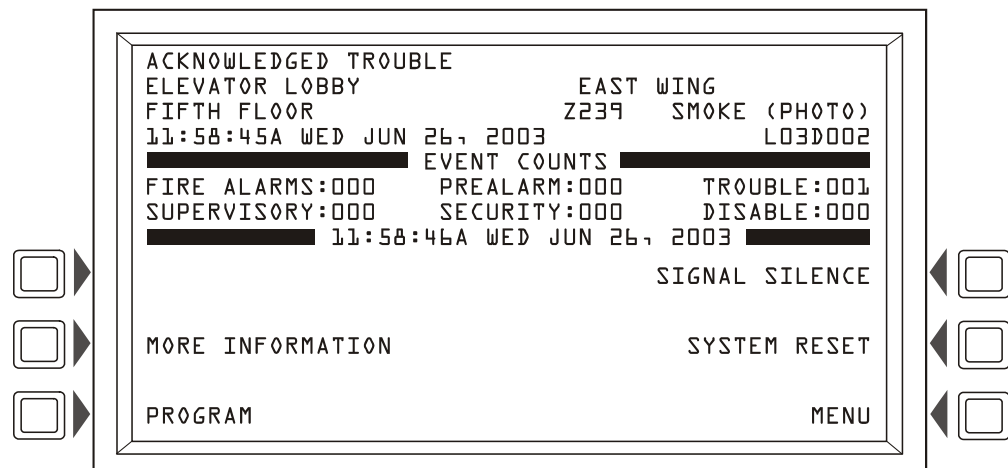 ACKNOWLEDGED TROUBLE
ELEVATOR LOBBY EAST WING
FIFTH FLOOR Z239 SMOKE (PHOTO)
11:58:45A WED JUN 26, 2003 L03D002
EVENT COUNTS
FIRE ALARMS:000 PREALARM:000 TROUBLE:001
SUPERVISORY:000 SECURITY:000 DISABLE:000
11:58:46A WED JUN 26, 2003
SIGNAL SILENCE
MORE INFORMATION SYSTEM RESET
PROGRAM MENU